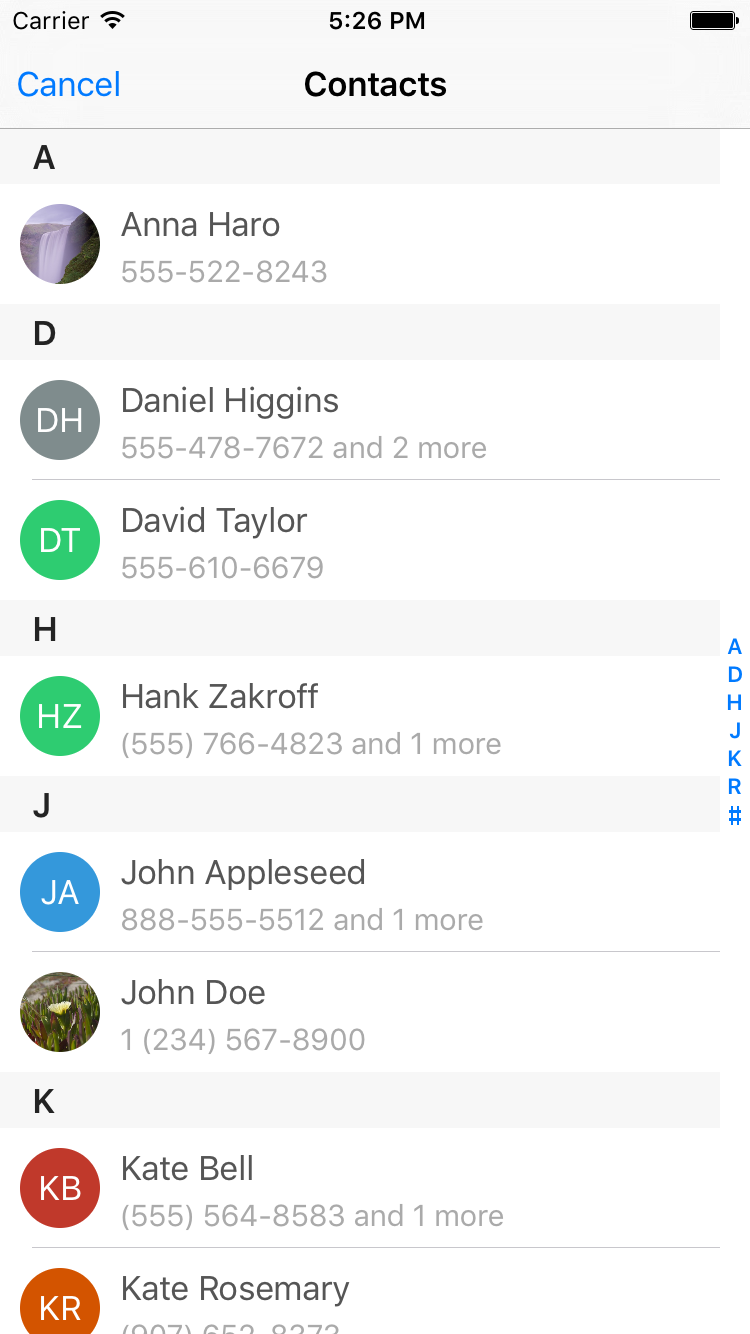 Carrier 5:26 PM
Cancel Contacts
A
Anna Haro
555-522-8243
D
DH Daniel Higgins
555-478-7672 and 2 more
DT David Taylor
555-610-6679
H
HZ Hank Zakroff
(555) 766-4823 and 1 more
A
D
H
J
K
R
#
J
JA John Appleseed
888-555-5512 and 1 more
John Doe
1 (234) 567-8900
K
KB Kate Bell
(555) 564-8583 and 1 more
KR Kate Rosemary